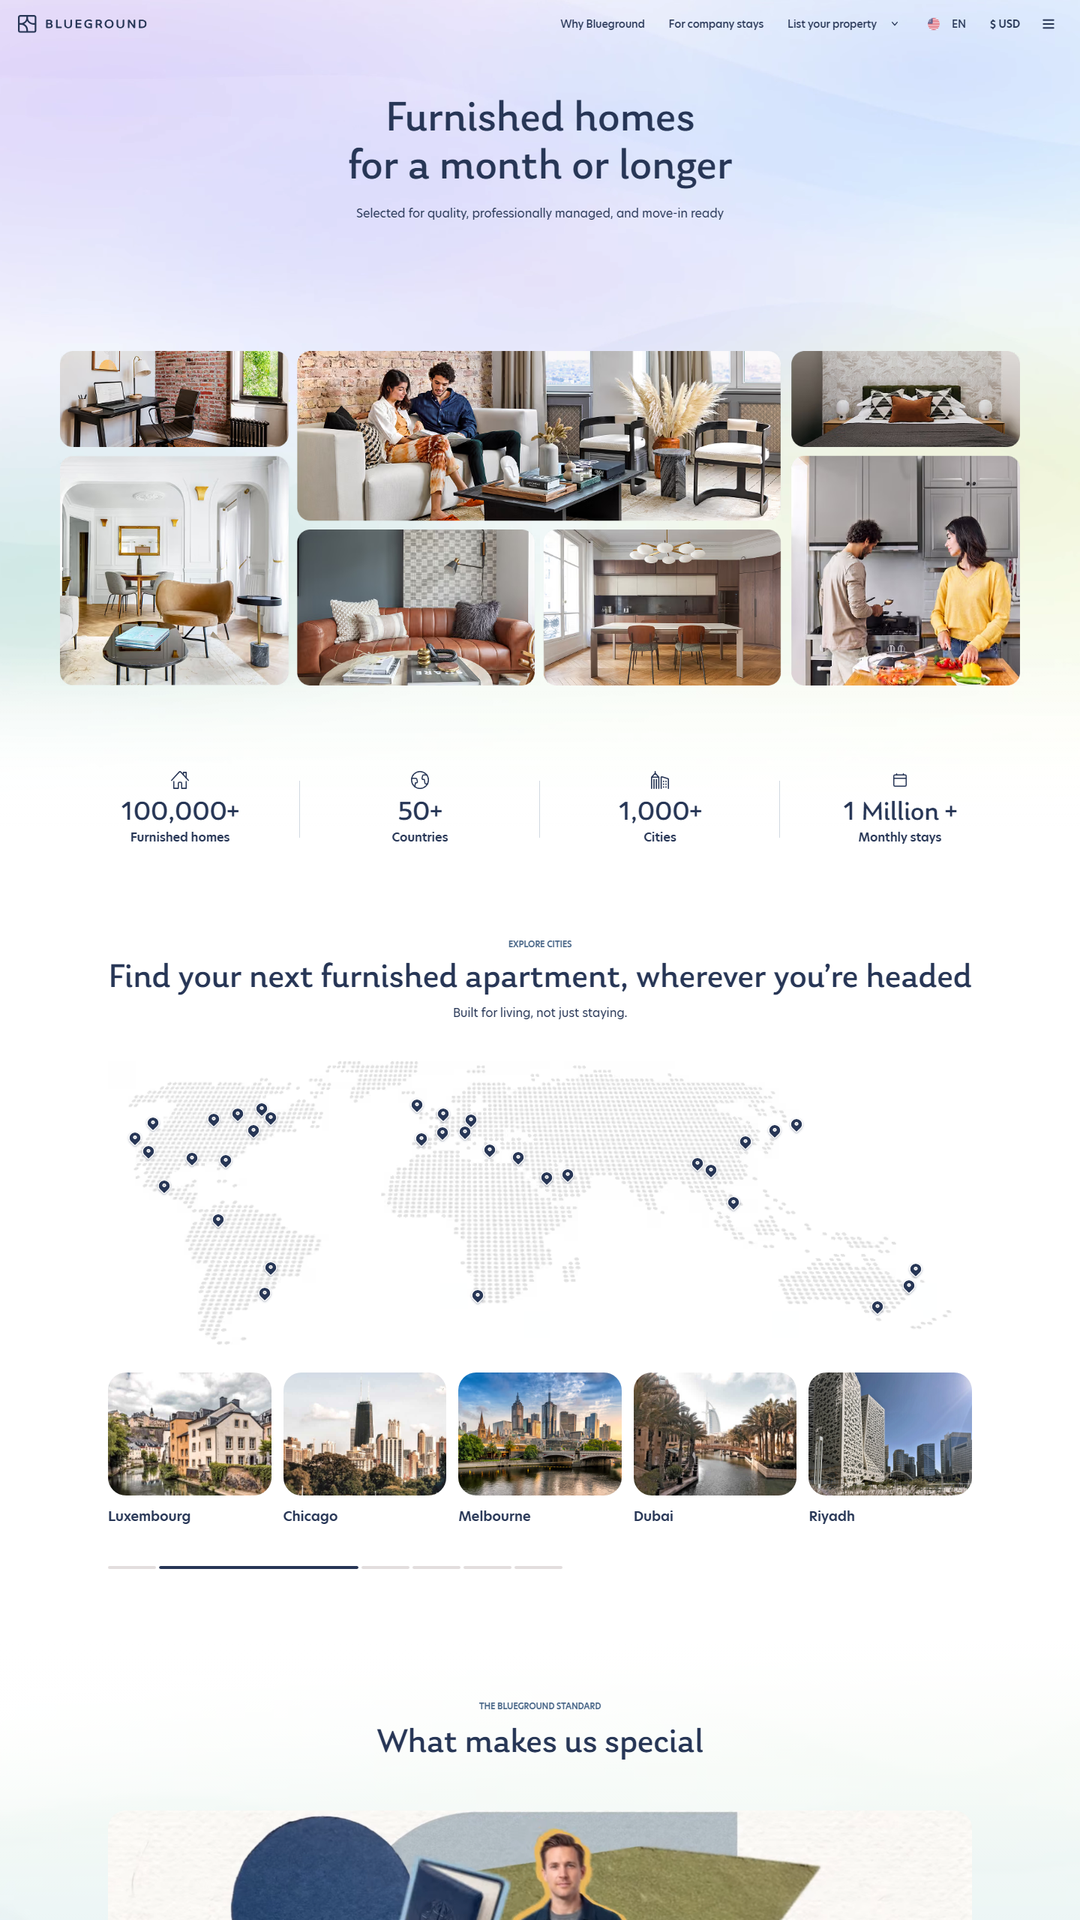 BLUEGROUND
Why Blueground
For company stays
List your property
EN
$ USD
Furnished homes
for a month or longer
Selected for quality, professionally managed, and move-in ready
100,000+
Furnished homes
50+
Countries
1,000+
Cities
1 Million +
Monthly stays
EXPLORE CITIES
Find your next furnished apartment, wherever you’re headed
Built for living, not just staying.
Luxembourg
Chicago
Melbourne
Dubai
Riyadh
THE BLUEGROUND STANDARD
What makes us special